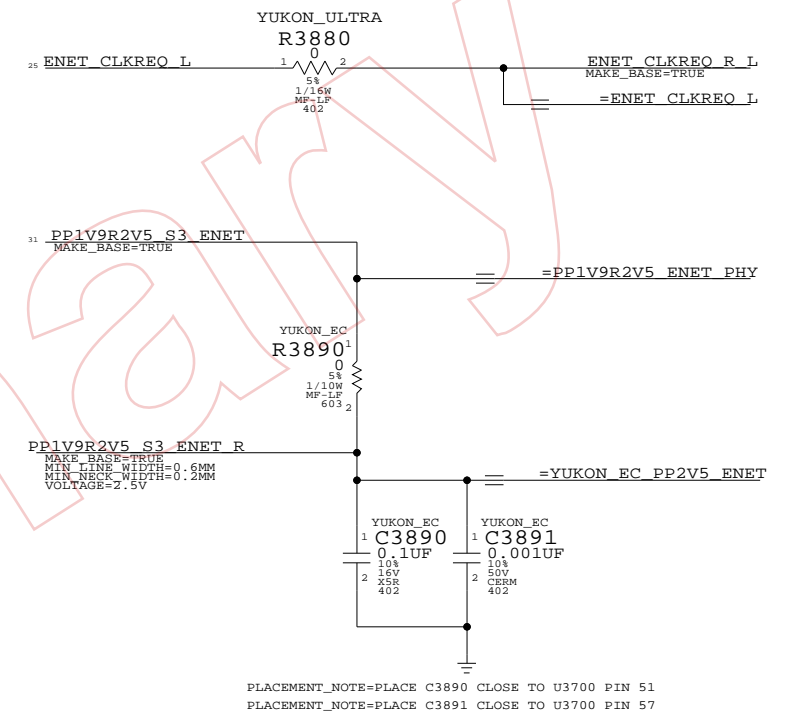 YUKON_ULTRA
R3880
0
25 ENET_CLKREQ_L
1
2
ENET_CLKREQ_R_L
MAKE_BASE=TRUE
5%
1/16W
MF-LF
402
=ENET_CLKREQ_L
31 PP1V9R2V5_S3_ENET
MAKE_BASE=TRUE
=PP1V9R2V5_ENET_PHY
YUKON_EC
R3890
1
0
5%
1/10W
MF-LF
603
2
PP1V9R2V5_S3_ENET_R
MAKE_BASE=TRUE
MIN_LINE_WIDTH=0.6MM
MIN_NECK_WIDTH=0.2MM
VOLTAGE=2.5V
=YUKON_EC_PP2V5_ENET
YUKON_EC
1 C3890
0.1UF
10%
16V
2 X5R
402
YUKON_EC
1 C3891
0.001UF
10%
50V
2 CERM
402
PLACEMENT_NOTE=PLACE C3890 CLOSE TO U3700 PIN 51
PLACEMENT_NOTE=PLACE C3891 CLOSE TO U3700 PIN 57
ary